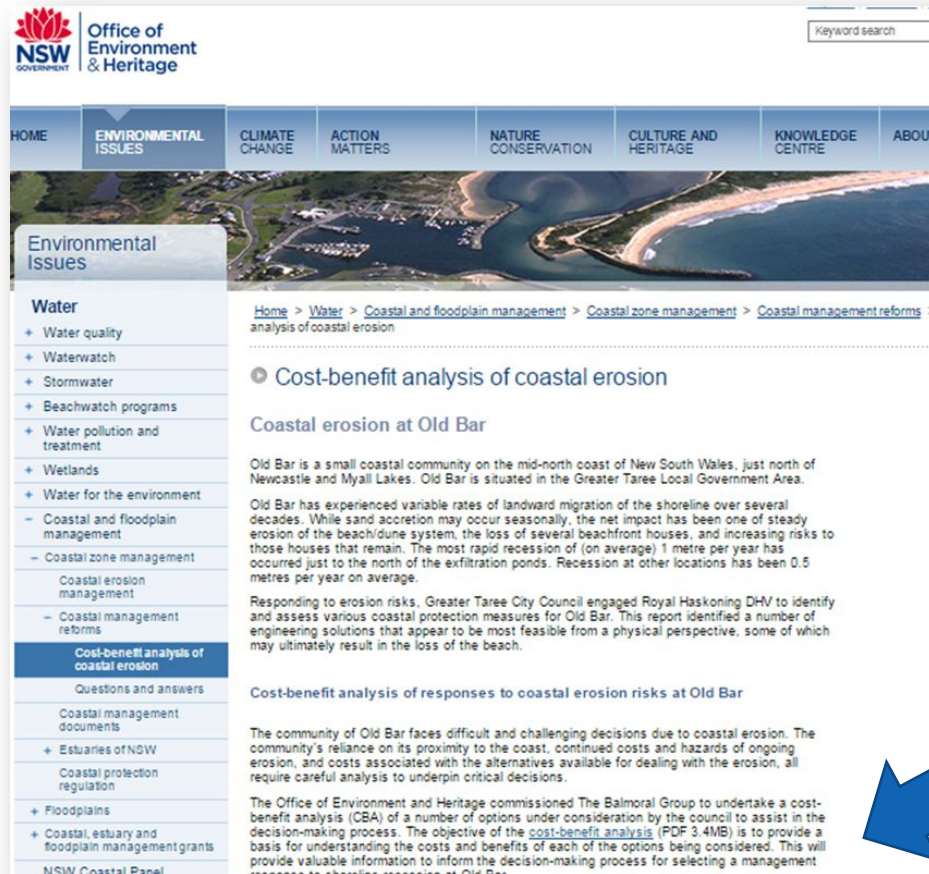 Office of
Environment
& Heritage
NSW
GOVERNMENT
Keyword search
HOME
ENVIRONMENTAL
ISSUES
CLIMATE
CHANGE
ACTION
MATTERS
NATURE
CONSERVATION
CULTURE AND
HERITAGE
KNOWLEDGE
CENTRE
ABOU
Environmental
Issues
Water
+ Water quality
+ Waterwatch
+ Stormwater
+ Beachwatch programs
+ Water pollution and
treatment
+ Wetlands
+ Water for the environment
– Coastal and floodplain
management
– Coastal zone management
Coastal erosion
management
– Coastal management
reforms
Cost-benefit analysis of
coastal erosion
Questions and answers
Coastal management
documents
+ Estuaries of NSW
Coastal protection
regulation
+ Floodplains
+ Coastal, estuary and
floodplain management grants
NSW Coastal Panel
Home > Water > Coastal and floodplain management > Coastal zone management > Coastal management reforms >
analysis of coastal erosion
Cost-benefit analysis of coastal erosion
Coastal erosion at Old Bar
Old Bar is a small coastal community on the mid-north coast of New South Wales, just north of
Newcastle and Myall Lakes. Old Bar is situated in the Greater Taree Local Government Area.
Old Bar has experienced variable rates of landward migration of the shoreline over several
decades. While sand accretion may occur seasonally, the net impact has been one of steady
erosion of the beach/dune system, the loss of several beachfront houses, and increasing risks to
those houses that remain. The most rapid recession of (on average) 1 metre per year has
occurred just to the north of the exfiltration ponds. Recession at other locations has been 0.5
metres per year on average.
Responding to erosion risks, Greater Taree City Council engaged Royal Haskoning DHV to identify
and assess various coastal protection measures for Old Bar. This report identified a number of
engineering solutions that appear to be most feasible from a physical perspective, some of which
may ultimately result in the loss of the beach.
Cost-benefit analysis of responses to coastal erosion risks at Old Bar
The community of Old Bar faces difficult and challenging decisions due to coastal erosion. The
community's reliance on its proximity to the coast, continued costs and hazards of ongoing
erosion, and costs associated with the alternatives available for dealing with the erosion, all
require careful analysis to underpin critical decisions.
The Office of Environment and Heritage commissioned The Balmoral Group to undertake a cost-
benefit analysis (CBA) of a number of options under consideration by the council to assist in the
decision-making process. The objective of the cost-benefit analysis (PDF 3.4MB) is to provide a
basis for understanding the costs and benefits of each of the options being considered. This will
provide valuable information to inform the decision-making process for selecting a management
response to shoreline recession at Old Bar.